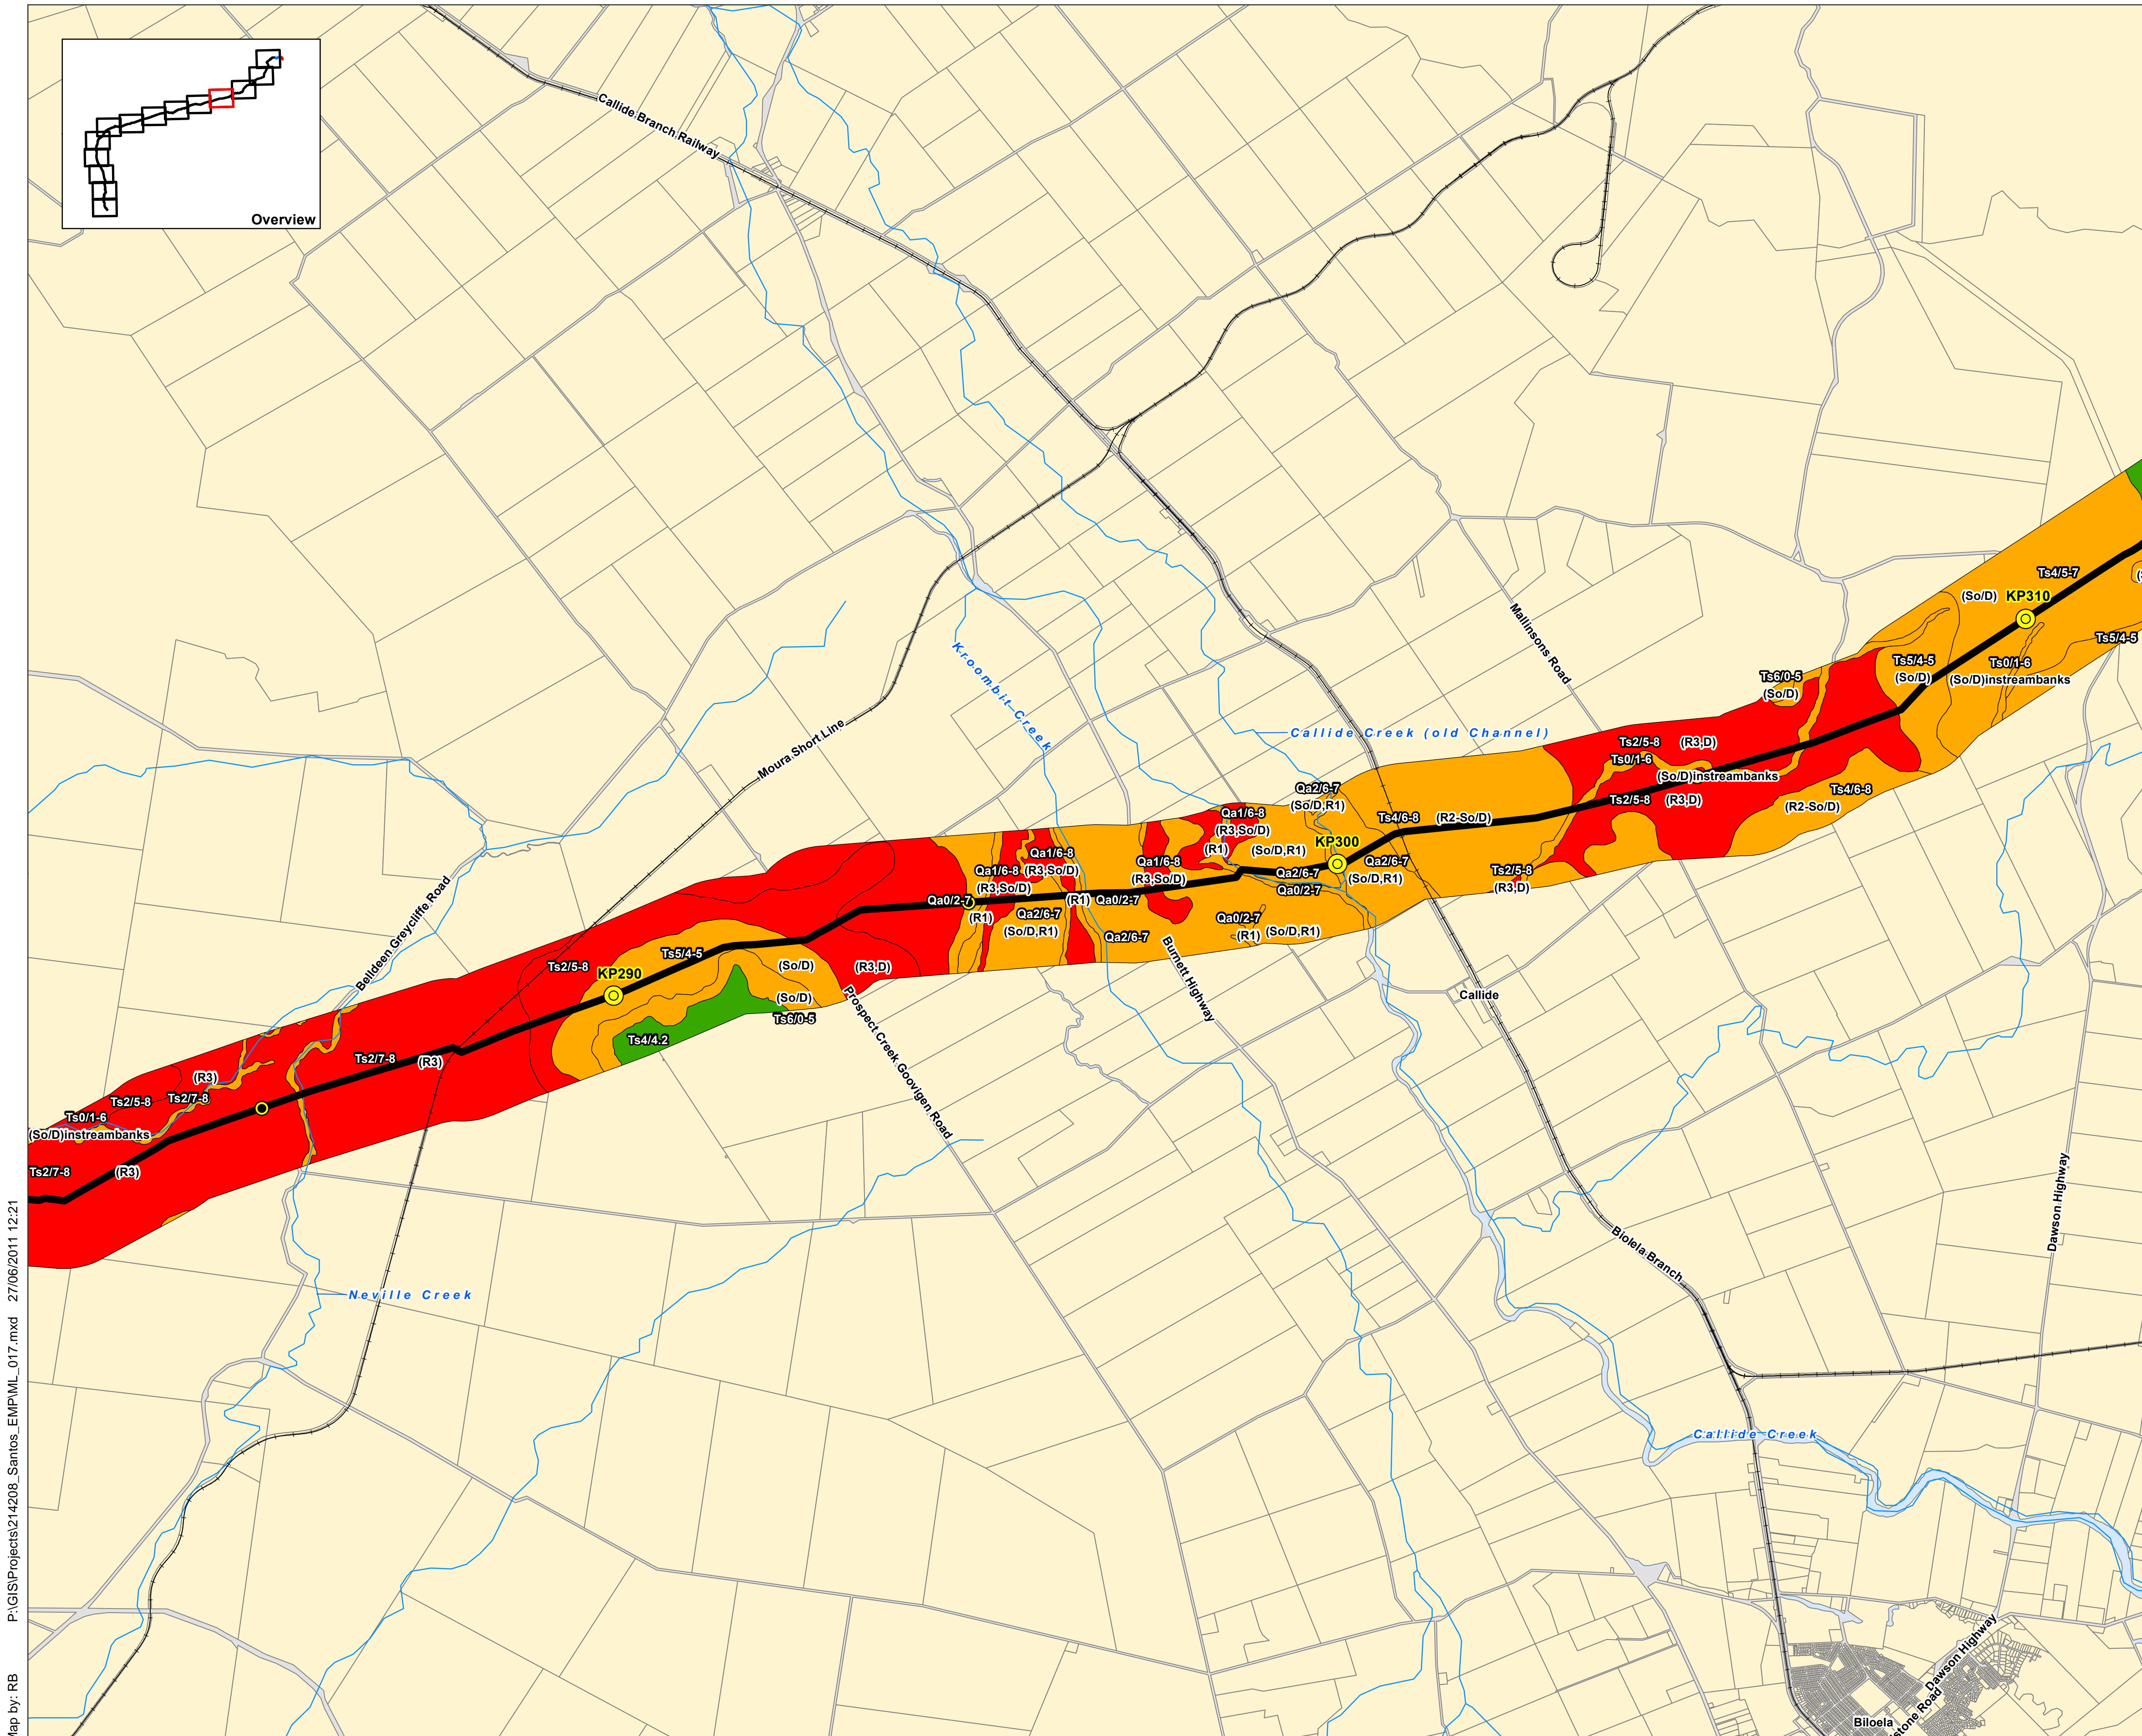 Overview
Callide Branch Railway
Mallinsons Road
Kroombit Creek
Moura Short Line
Callide Creek (old Channel)
Ts4/5-7
(So/D)
KP310
Ts5/4-5
Ts5/4-5
(So/D)
Ts0/1-6
(So/D)instreambanks
Ts6/0-5
(So/D)
Ts2/5-8
(R3,D)
Ts0/1-6
(So/D)instreambanks
Ts2/5-8
(R3,D)
Ts4/6-8
(R2-So/D)
Qa2/6-7
(So/D,R1)
Ts4/6-8
(R2-So/D)
Qa1/6-8
(R3,So/D)
(R1)
(So/D,R1)
KP300
Qa2/6-7
(So/D,R1)
Qa2/6-7
Qa0/2-7
Ts2/5-8
(R3,D)
Qa1/6-8
(R3,So/D)
Qa1/6-8
(R3,So/D)
Qa1/6-8
(R3,So/D)
Qa0/2-7
(R1)
(R1)
Qa0/2-7
Qa2/6-7
(So/D,R1)
Qa2/6-7
Qa0/2-7
(R1)
(So/D,R1)
Belldeen Greycliffe Road
Ts2/5-8
KP290
Ts5/4-5
(So/D)
(R3,D)
(So/D)
Ts6/0-5
Ts4/4.2
Prospect Creek Goovigen Road
Burnett Highway
Callide
Ts2/7-8
(R3)
(R3)
Ts2/5-8
Ts2/7-8
Ts0/1-6
(So/D)instreambanks
Ts2/7-8
(R3)
Neville Creek
Biolela Branch
Dawson Highway
Callide Creek
Dawson Highway
Biloela
P:\GIS\Projects\214208_Santos_EMP\ML_017.mxd 27/06/2011 12:21
Map by: RB